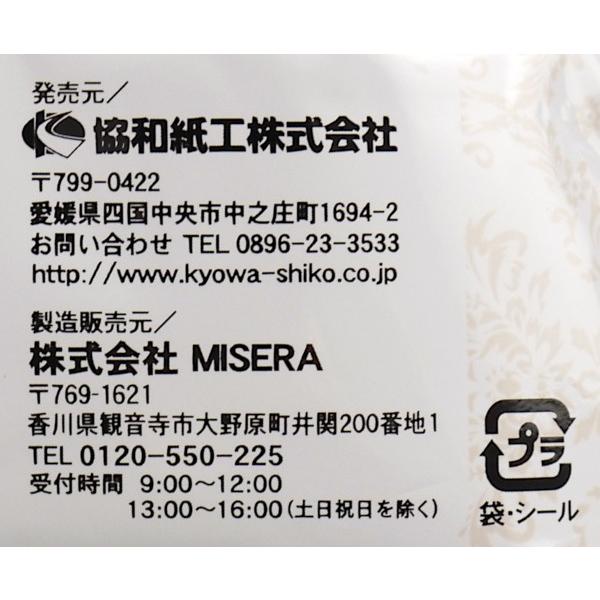 発売元／
協和紙工株式会社
〒799-0422
愛媛県四国中央市中之庄町1694-2
お問い合わせ TEL 0896-23-3533
http://www.kyowa-shiko.co.jp
製造販売元／
株式会社 MISERA
〒769-1621
香川県観音寺市大野原町井関200番地1
TEL 0120-550-225
受付時間 9:00〜12:00
13:00〜16:00(土日祝日を除く)
プラ
袋・シール